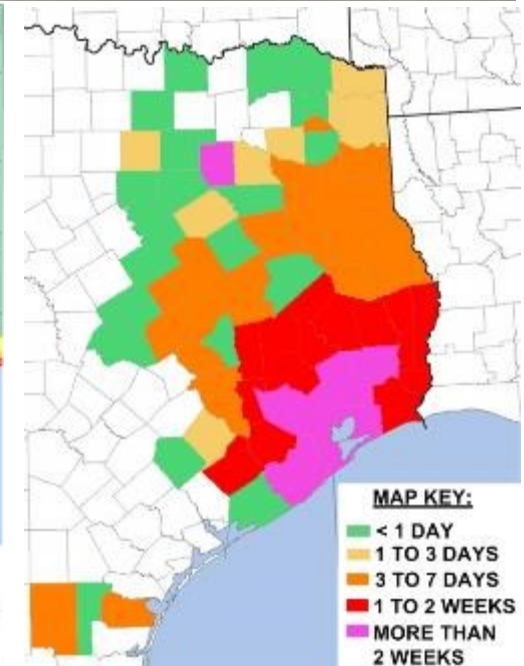 MAP KEY:
< 1 DAY
1 TO 3 DAYS
3 TO 7 DAYS
1 TO 2 WEEKS
MORE THAN
2 WEEKS